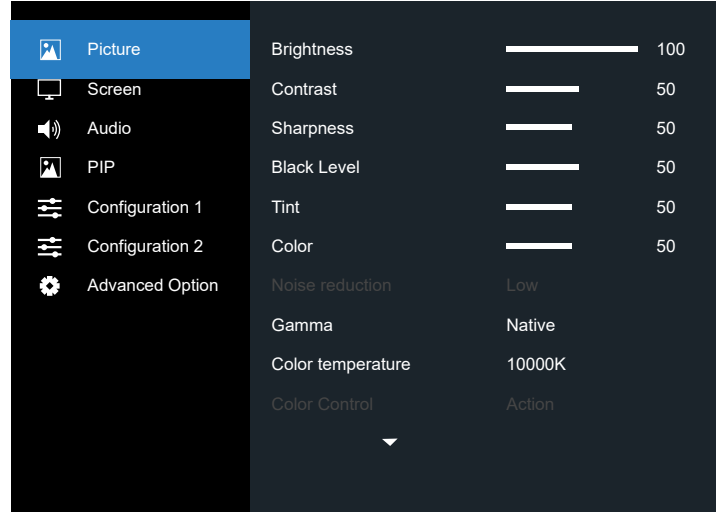 Picture
Screen
Audio
PIP
Configuration 1
Configuration 2
Advanced Option
Brightness 100
Contrast 50
Sharpness 50
Black Level 50
Tint 50
Color 50
Noise reduction Low
Gamma Native
Color temperature 10000K
Color Control Action